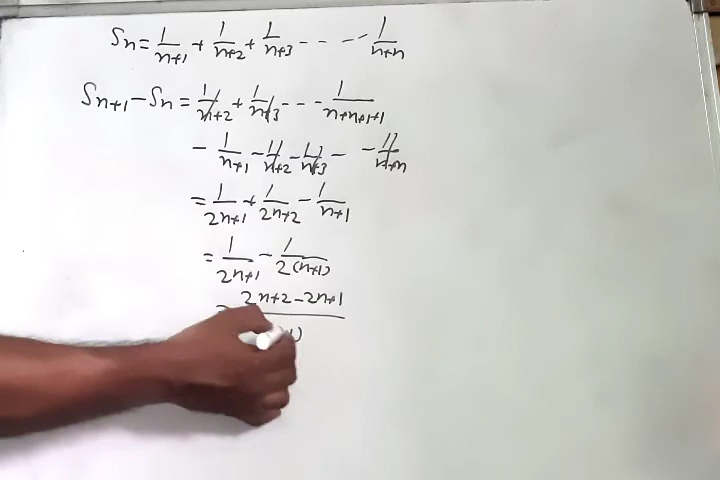 Sn = 1/n+1 + 1/n+2 + 1/n+3 - - - - 1/n+n
Sn+1 - Sn = 1/n+2 + 1/n+3 - - - 1/n+n+1+1
- 1/n+1 - 1/n+2 - 1/n+3 - - 1/n+n
= 1/2n+1 + 1/2n+2 - 1/n+1
= 1/2n+1 - 1/2(n+1)
2n+2-2n+1